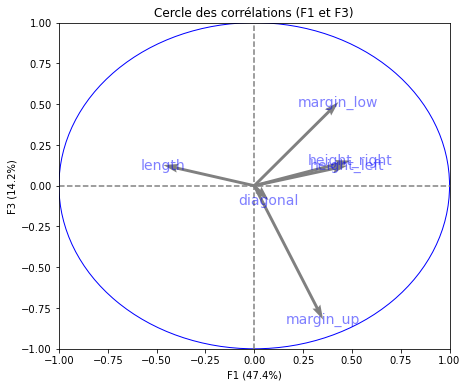 Cercle des corrélations (F1 et F3)
1.00
0.75
0.50
0.25
0.00
−0.25
−0.50
−0.75
−1.00
F3 (14.2%)
margin_low
height_right
height_left
length
diagonal
margin_up
−1.00 −0.75 −0.50 −0.25 0.00 0.25 0.50 0.75 1.00
F1 (47.4%)